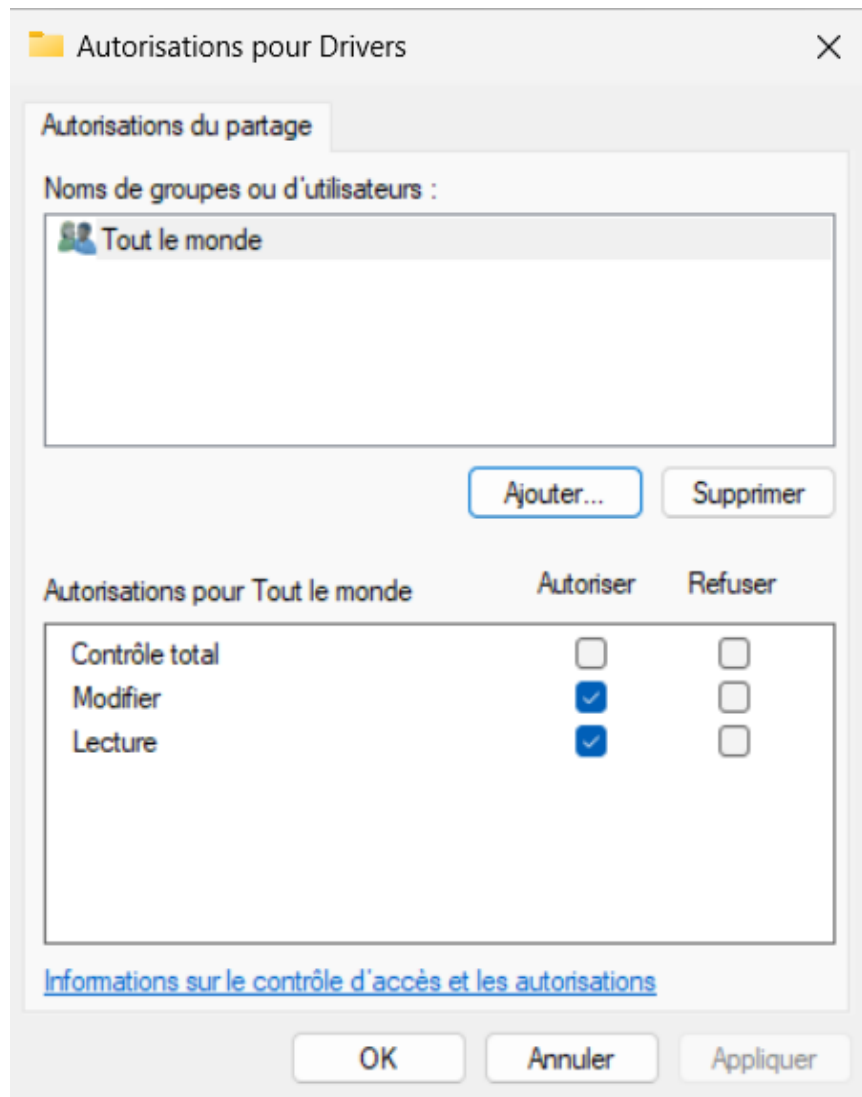 Autorisations pour Drivers
Autorisations du partage
Noms de groupes ou d'utilisateurs :
Tout le monde
Ajouter...
Supprimer
Autorisations pour Tout le monde Autoriser Refuser
Contrôle total
Modifier
Lecture
Informations sur le contrôle d'accès et les autorisations
OK Annuler Appliquer